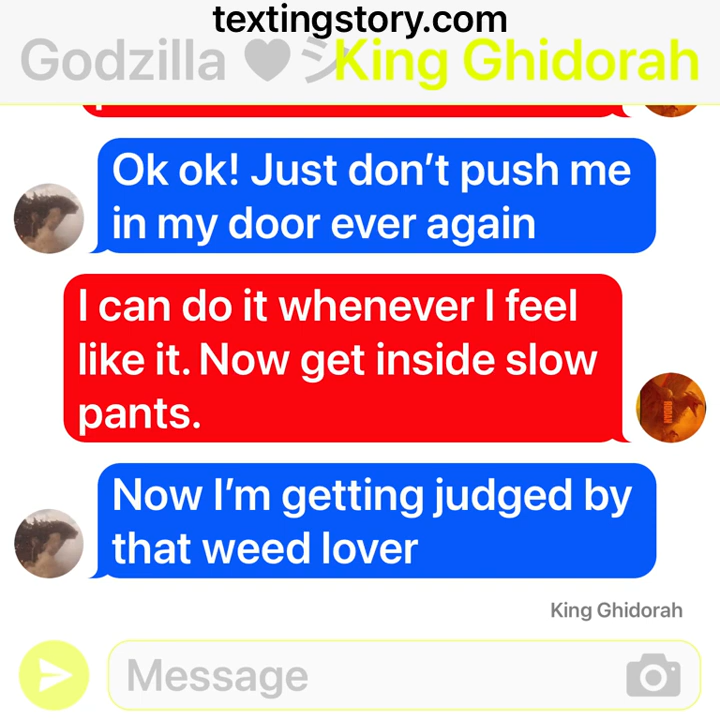 textingstory.com
Godzilla ♥シ King Ghidorah
Ok ok! Just don’t push me
in my door ever again
I can do it whenever I feel
like it. Now get inside slow
pants.
RODAN
Now I’m getting judged by
that weed lover
King Ghidorah
Message